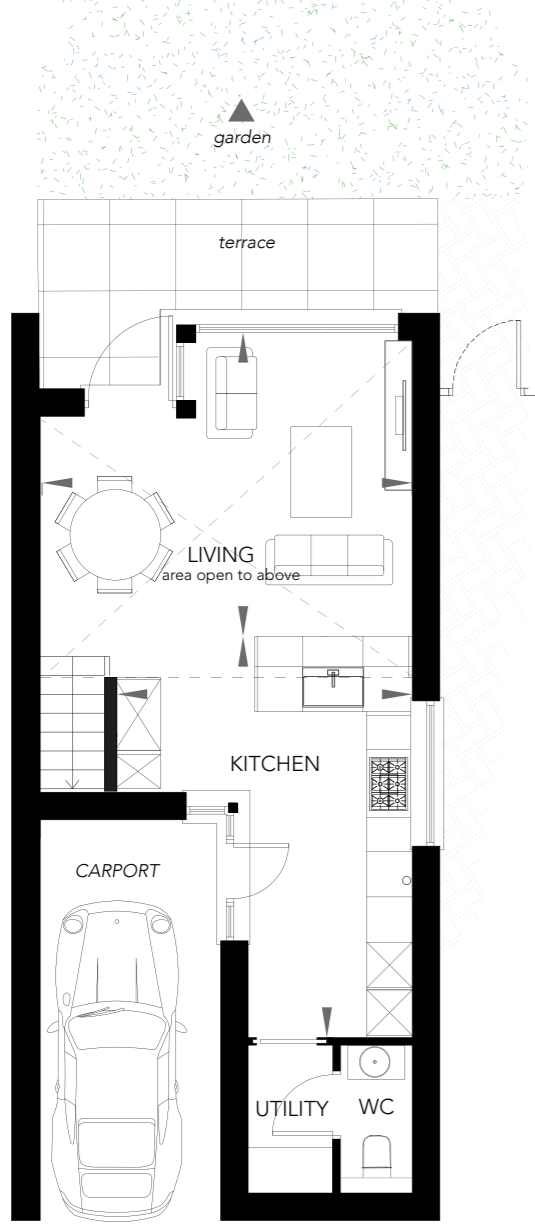 garden
terrace
LIVING
area open to above
KITCHEN
CARPORT
UTILITY
WC